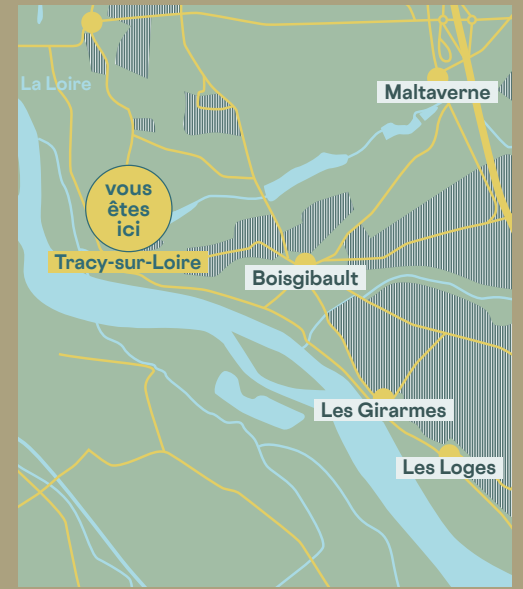 La Loire
Maltaverne
vous
êtes
ici
Tracy-sur-Loire
Boisgibault
Les Girarmes
Les Loges